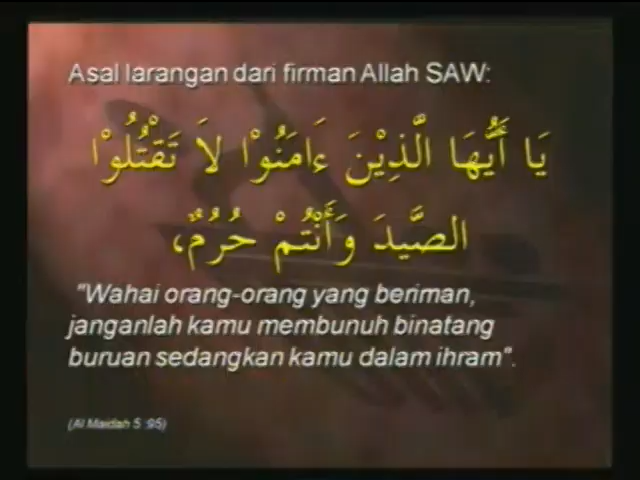 Asal larangan dari firman Allah SAW:
يَا أَيُّهَا الَّذِيْنَ ءَامَنُوْا لاَ تَقْتُلُوْا
الصَّيدَ وَأَنْتُمْ حُرُمٌ،
"Wahai orang-orang yang beriman,
janganlah kamu membunuh binatang
buruan sedangkan kamu dalam ihram".
(Al Maidah 5 :95)